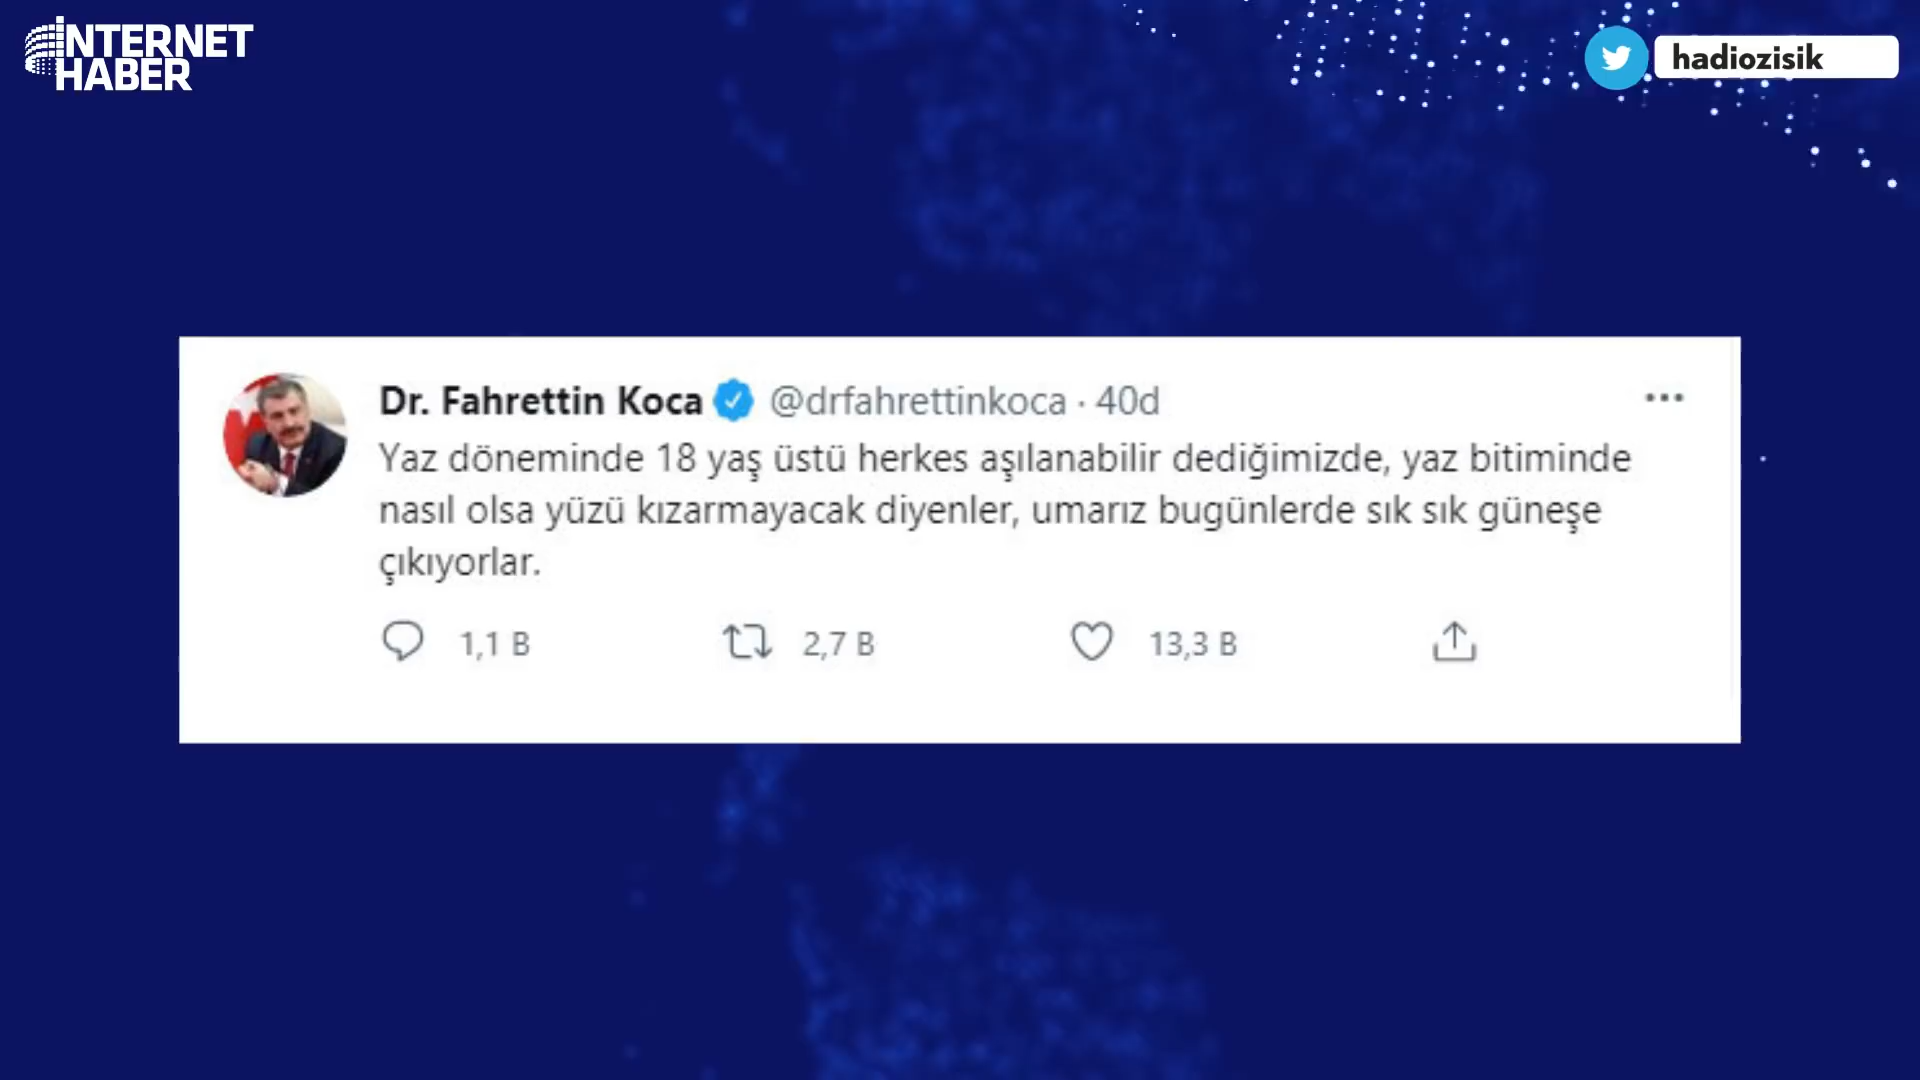 İNTERNET
HABER
hadiozisik
Dr. Fahrettin Koca @drfahrettinkoca · 40d
Yaz döneminde 18 yaş üstü herkes aşılanabilir dediğimizde, yaz bitiminde
nasıl olsa yüzü kızarmayacak diyenler, umarız bugünlerde sık sık güneşe
çıkıyorlar.
1,1 B 2,7 B 13,3 B